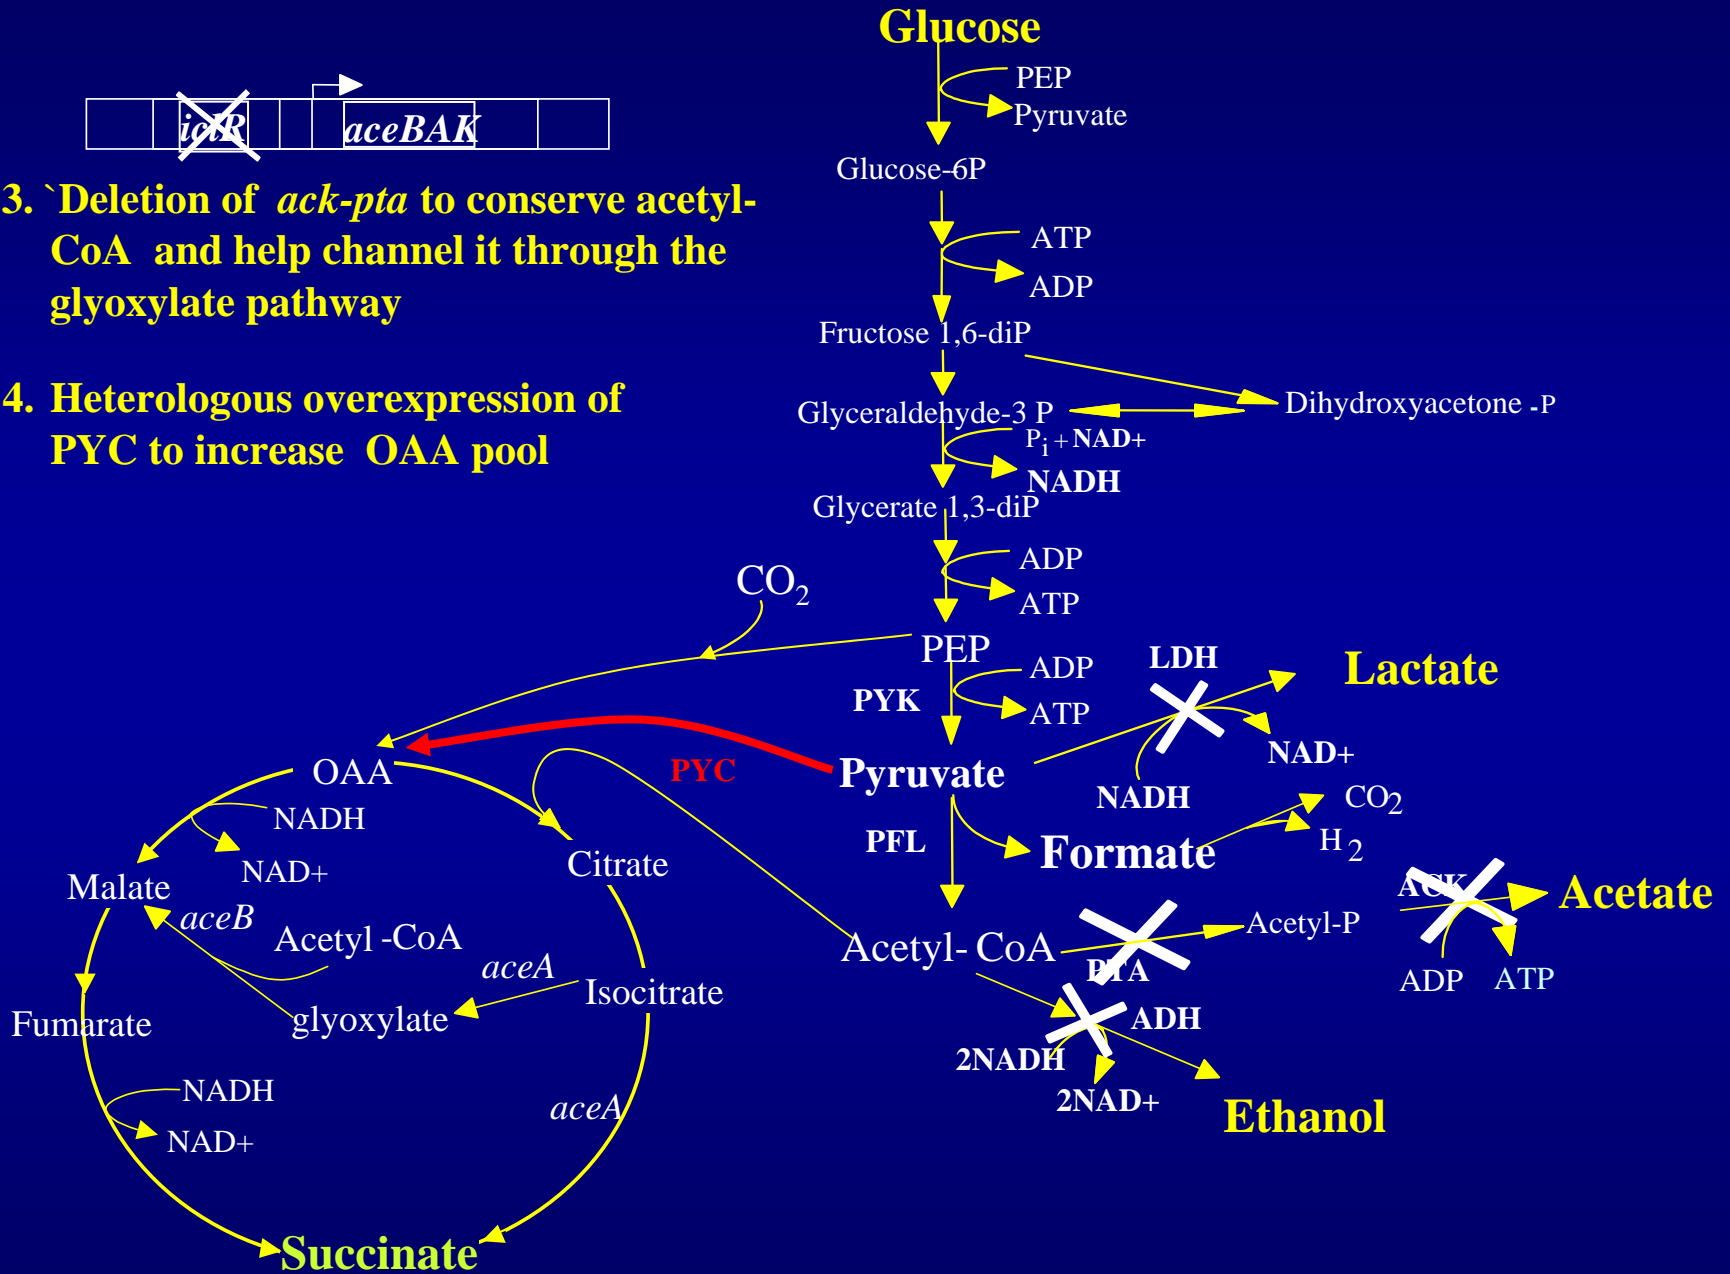 Glucose
PEP
Pyruvate
iclR aceBAK
Glucose-6P
3. `Deletion of ack-pta to conserve acetyl-
CoA and help channel it through the
glyoxylate pathway
ATP
ADP
Fructose 1,6-diP
4. Heterologous overexpression of
PYC to increase OAA pool
Glyceraldehyde-3 P
Dihydroxyacetone -P
Pi + NAD+
NADH
Glycerate 1,3-diP
ADP
ATP
CO2
PEP
ADP
ATP
PYK
LDH
Lactate
NAD+
NADH
Pyruvate
PYC
OAA
NADH
NAD+
PFL
Formate
CO2
H2
Citrate
Malate
aceB
Acetyl -CoA
aceA
Isocitrate
glyoxylate
Fumarate
Acetyl- CoA
PTA
Acetyl-P
ACK
Acetate
ADP
ATP
ADH
2NADH
2NAD+
Ethanol
NADH
NAD+
aceA
Succinate